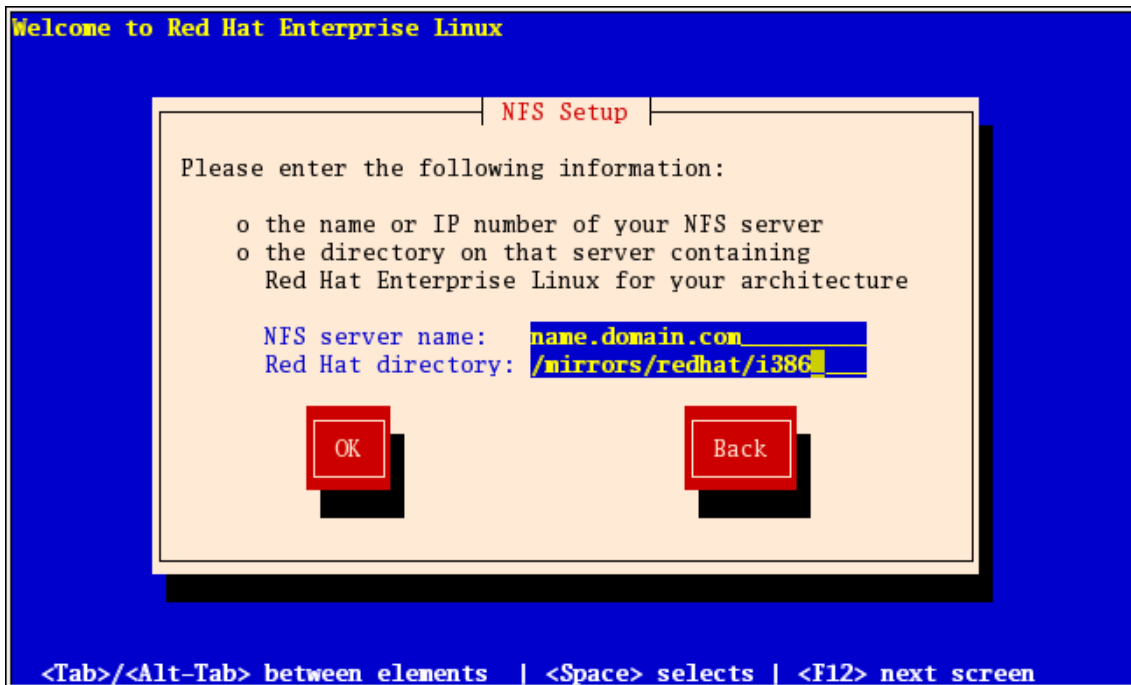 Welcome to Red Hat Enterprise Linux
NFS Setup
Please enter the following information:
o the name or IP number of your NFS server
o the directory on that server containing
Red Hat Enterprise Linux for your architecture
NFS server name: name.domain.com
Red Hat directory: /mirrors/redhat/i386
OK Back
<Tab>/<Alt-Tab> between elements | <Space> selects | <F12> next screen